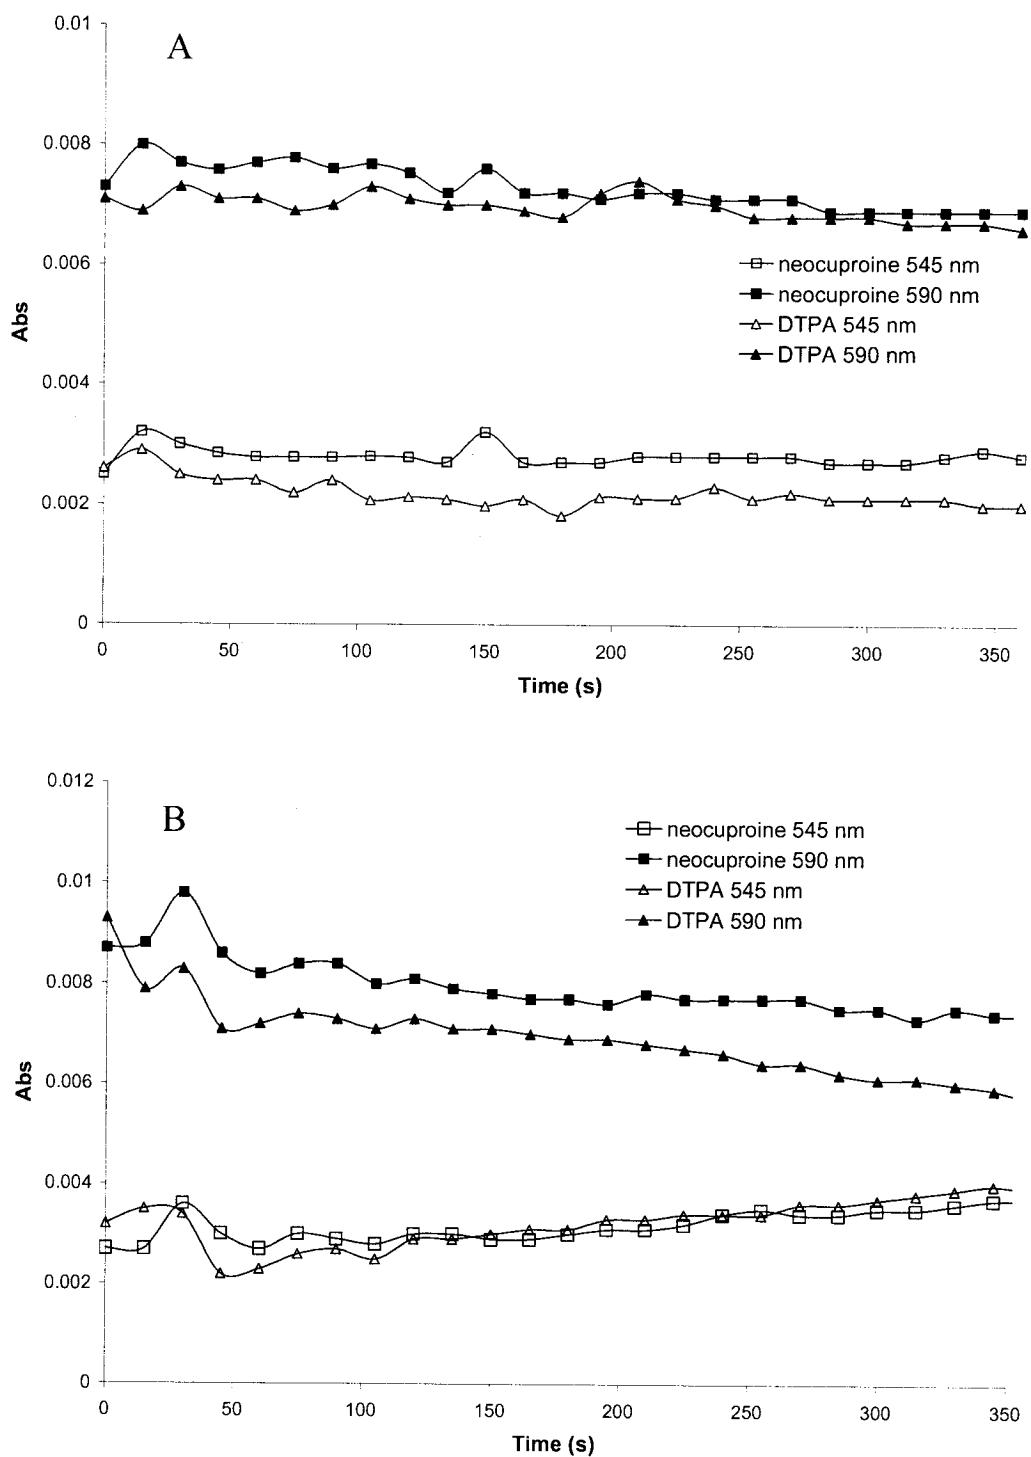 0.01
A
0.008
0.006
0.004
0.002
0
Abs
neocuproine 545 nm
neocuproine 590 nm
DTPA 545 nm
DTPA 590 nm
0 50 100 150 200 250 300 350
Time (s)
0.012
B
0.01
0.008
0.006
0.004
0.002
0
Abs
neocuproine 545 nm
neocuproine 590 nm
DTPA 545 nm
DTPA 590 nm
0 50 100 150 200 250 300 350
Time (s)